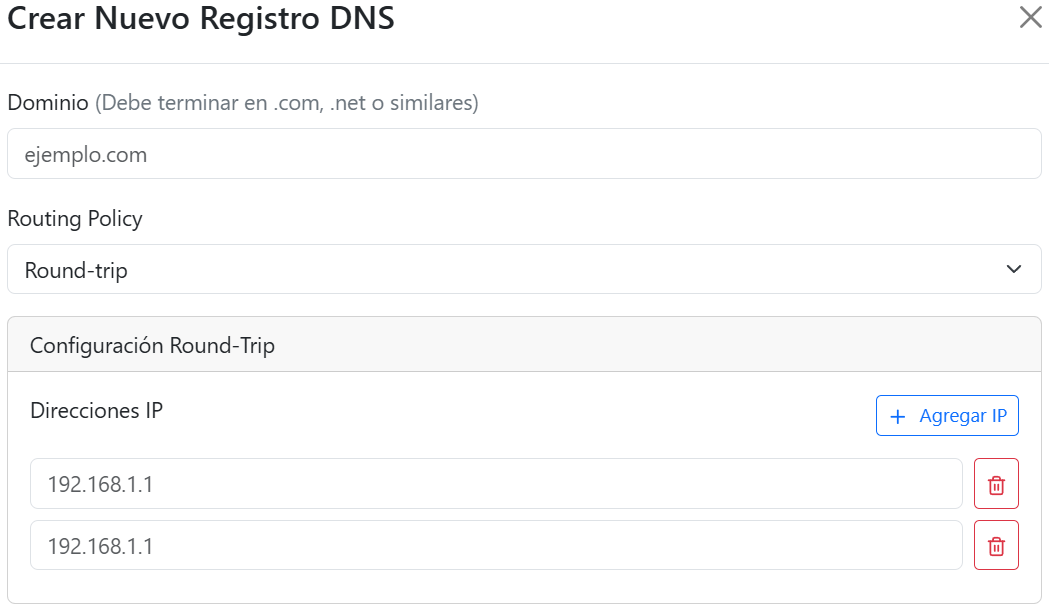 Crear Nuevo Registro DNS
Dominio (Debe terminar en .com, .net o similares)
ejemplo.com
Routing Policy
Round-trip
Configuración Round-Trip
Direcciones IP
+ Agregar IP
192.168.1.1
192.168.1.1